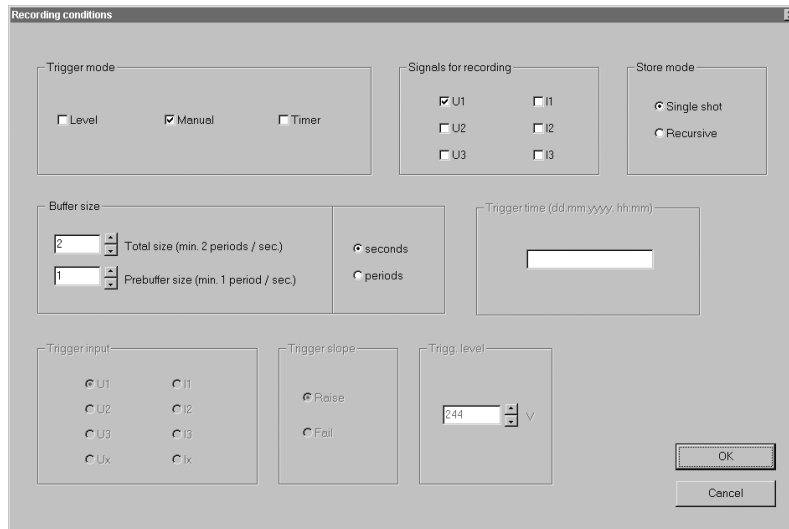 Recording conditions
Trigger mode
Level Manual Timer
Signals for recording
U1 I1
U2 I2
U3 I3
Store mode
Single shot
Recursive
Buffer size
2 Total size (min. 2 periods / sec.)
1 Prebuffer size (min. 1 period / sec.)
seconds
periods
Trigger time (dd.mm.yyyy. hh:mm)
Trigger input
U1 I1
U2 I2
U3 I3
Ux Ix
Trigger slope
Raise
Fail
Trigg. level
244 V
OK
Cancel